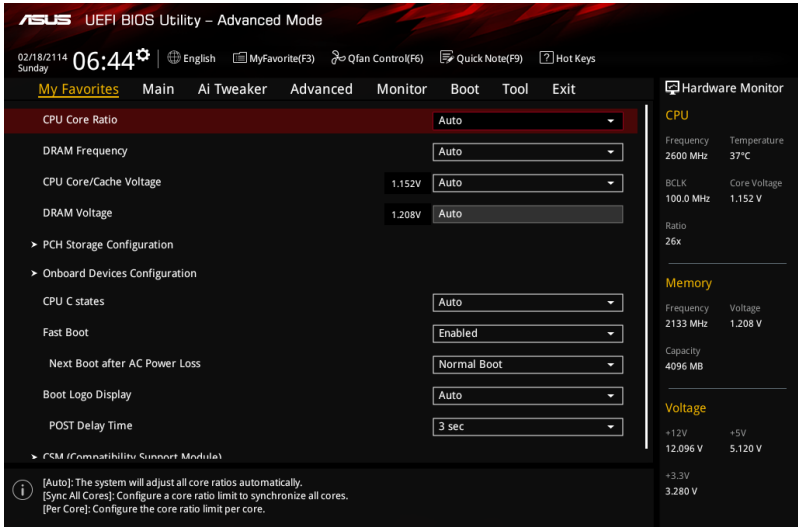 ASUS UEFI BIOS Utility – Advanced Mode
02/18/2114
Sunday
06:44
English
MyFavorite(F3)
Qfan Control(F6)
Quick Note(F9)
? Hot Keys
My Favorites Main Ai Tweaker Advanced Monitor Boot Tool Exit
CPU Core Ratio Auto
DRAM Frequency Auto
CPU Core/Cache Voltage 1.152V Auto
DRAM Voltage 1.208V Auto
PCH Storage Configuration
Onboard Devices Configuration
CPU C states Auto
Fast Boot Enabled
Next Boot after AC Power Loss Normal Boot
Boot Logo Display Auto
POST Delay Time 3 sec
CSM (Compatibility Support Module)
[Auto]: The system will adjust all core ratios automatically.
[Sync All Cores]: Configure a core ratio limit to synchronize all cores.
[Per Core]: Configure the core ratio limit per core.
Hardware Monitor
CPU
Frequency Temperature
2600 MHz 37°C
BCLK Core Voltage
100.0 MHz 1.152 V
Ratio
26x
Memory
Frequency Voltage
2133 MHz 1.208 V
Capacity
4096 MB
Voltage
+12V +5V
12.096 V 5.120 V
+3.3V
3.280 V